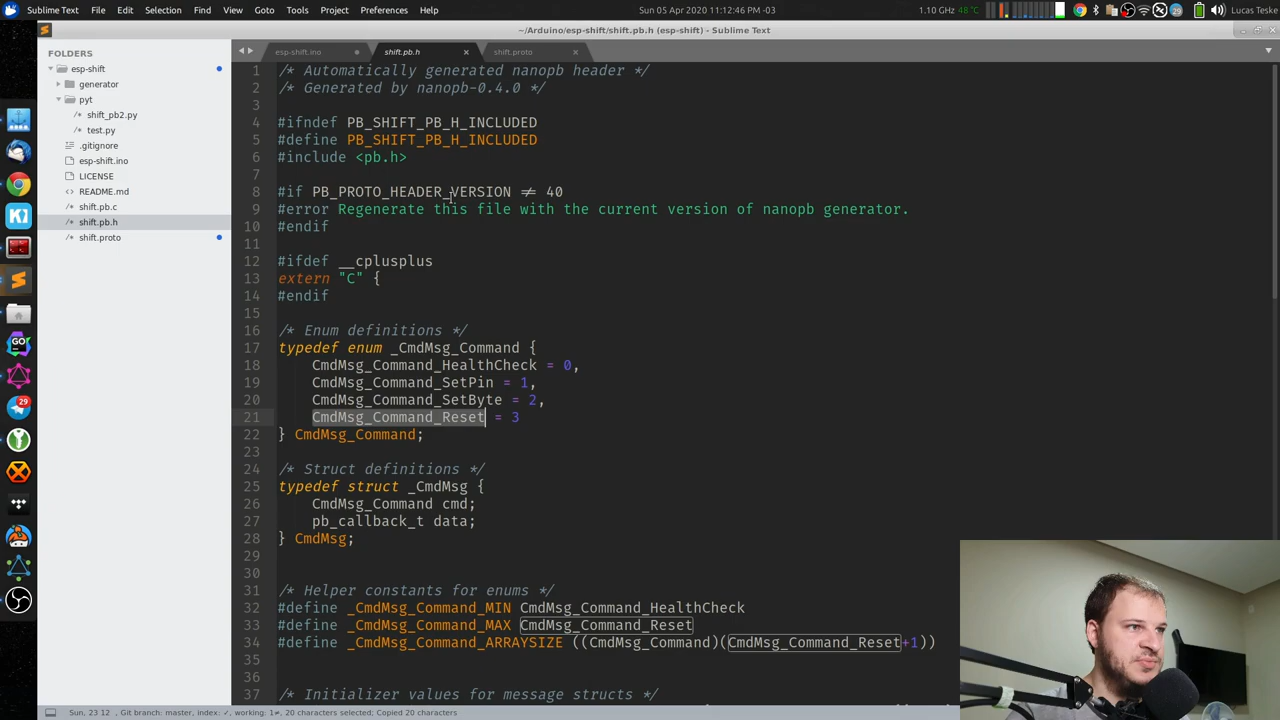 Sublime Text File Edit Selection Find View Goto Tools Project Preferences Help Sun 05 Apr 2020 11:12:46 PM -03 1.10 GHz 48°C 29 Lucas Teske
~/Arduino/esp-shift/shift.pb.h (esp-shift) - Sublime Text
FOLDERS
esp-shift
generator
pyt
/* shift_pb2.py
/* test.py
/* .gitignore
/* esp-shift.ino
LICENSE
README.md
/* shift.pb.c
/* shift.pb.h
/* shift.proto
esp-shift.ino shift.pb.h shift.proto
1 /* Automatically generated nanopb header */
2 /* Generated by nanopb-0.4.0 */
3
4 #ifndef PB_SHIFT_PB_H_INCLUDED
5 #define PB_SHIFT_PB_H_INCLUDED
6 #include <pb.h>
7
8 #if PB_PROTO_HEADER_VERSION != 40
9 #error Regenerate this file with the current version of nanopb generator.
10 #endif
11
12 #ifdef __cplusplus
13 extern "C" {
14 #endif
15
16 /* Enum definitions */
17 typedef enum _CmdMsg_Command {
18 CmdMsg_Command_HealthCheck = 0,
19 CmdMsg_Command_SetPin = 1,
20 CmdMsg_Command_SetByte = 2,
21 CmdMsg_Command_Reset = 3
22 } CmdMsg_Command;
23
24 /* Struct definitions */
25 typedef struct _CmdMsg {
26 CmdMsg_Command cmd;
27 pb_callback_t data;
28 } CmdMsg;
29
30
31 /* Helper constants for enums */
32 #define _CmdMsg_Command_MIN CmdMsg_Command_HealthCheck
33 #define _CmdMsg_Command_MAX CmdMsg_Command_Reset
34 #define _CmdMsg_Command_ARRAYSIZE ((CmdMsg_Command)(CmdMsg_Command_Reset+1))
35
36
37 /* Initializer values for message structs */
Sun, 23 12, Git branch: master, index: ✓, working: 1≠, 20 characters selected; Copied 20 characters
29
GO
29